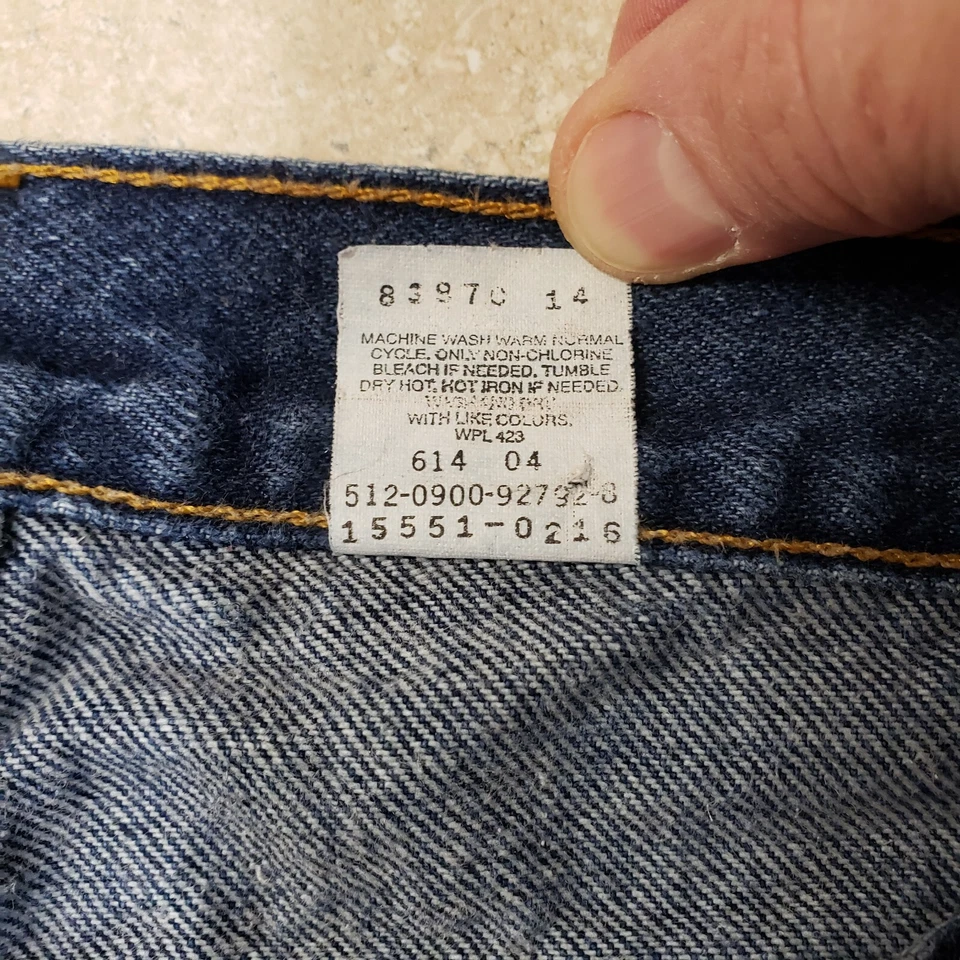 14
MACHINE WASH WARM NORMAL
CYCLE. ONLY NON-CHLORINE
BLEACH IF NEEDED. TUMBLE
DRY HOT. HOT IRON IF NEEDED.
WITH LIKE COLORS.
WPL 423
614 04
15551-0216